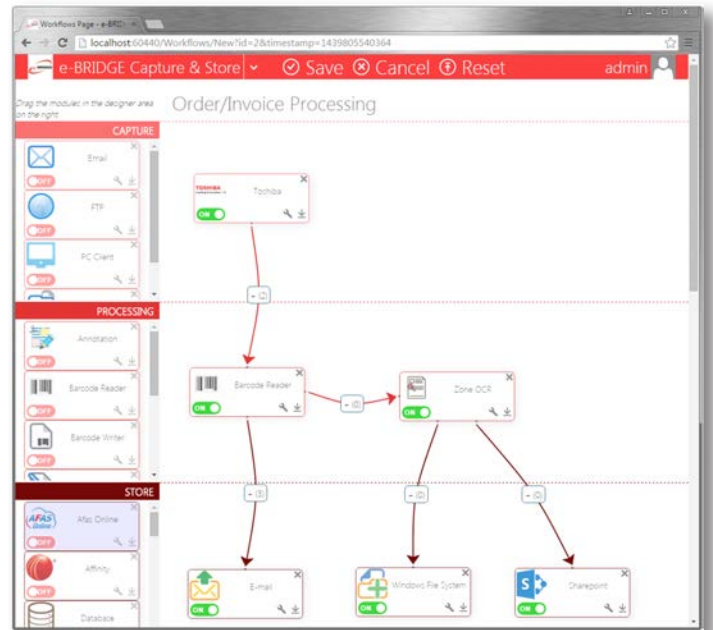 Workflows Page - e-BRID
localhost:60440/Workflows/New?id=2&timestamp=1439805540364
e-BRIDGE Capture & Store
Save
Cancel
Reset
admin
Drag the modules in the designer area
on the right
Order/Invoice Processing
CAPTURE
Email
OFF
FTP
OFF
PC Client
OFF
TOSHIBA
Toshiba
ON
PROCESSING
Annotation
OFF
Barcode Reader
OFF
Barcode Writer
OFF
Barcode Reader
ON
Zone OCR
ON
STORE
AFAS
Online
Afas Online
OFF
Affinity
OFF
Database
E-mail
ON
Windows File System
ON
Sharepoint
ON